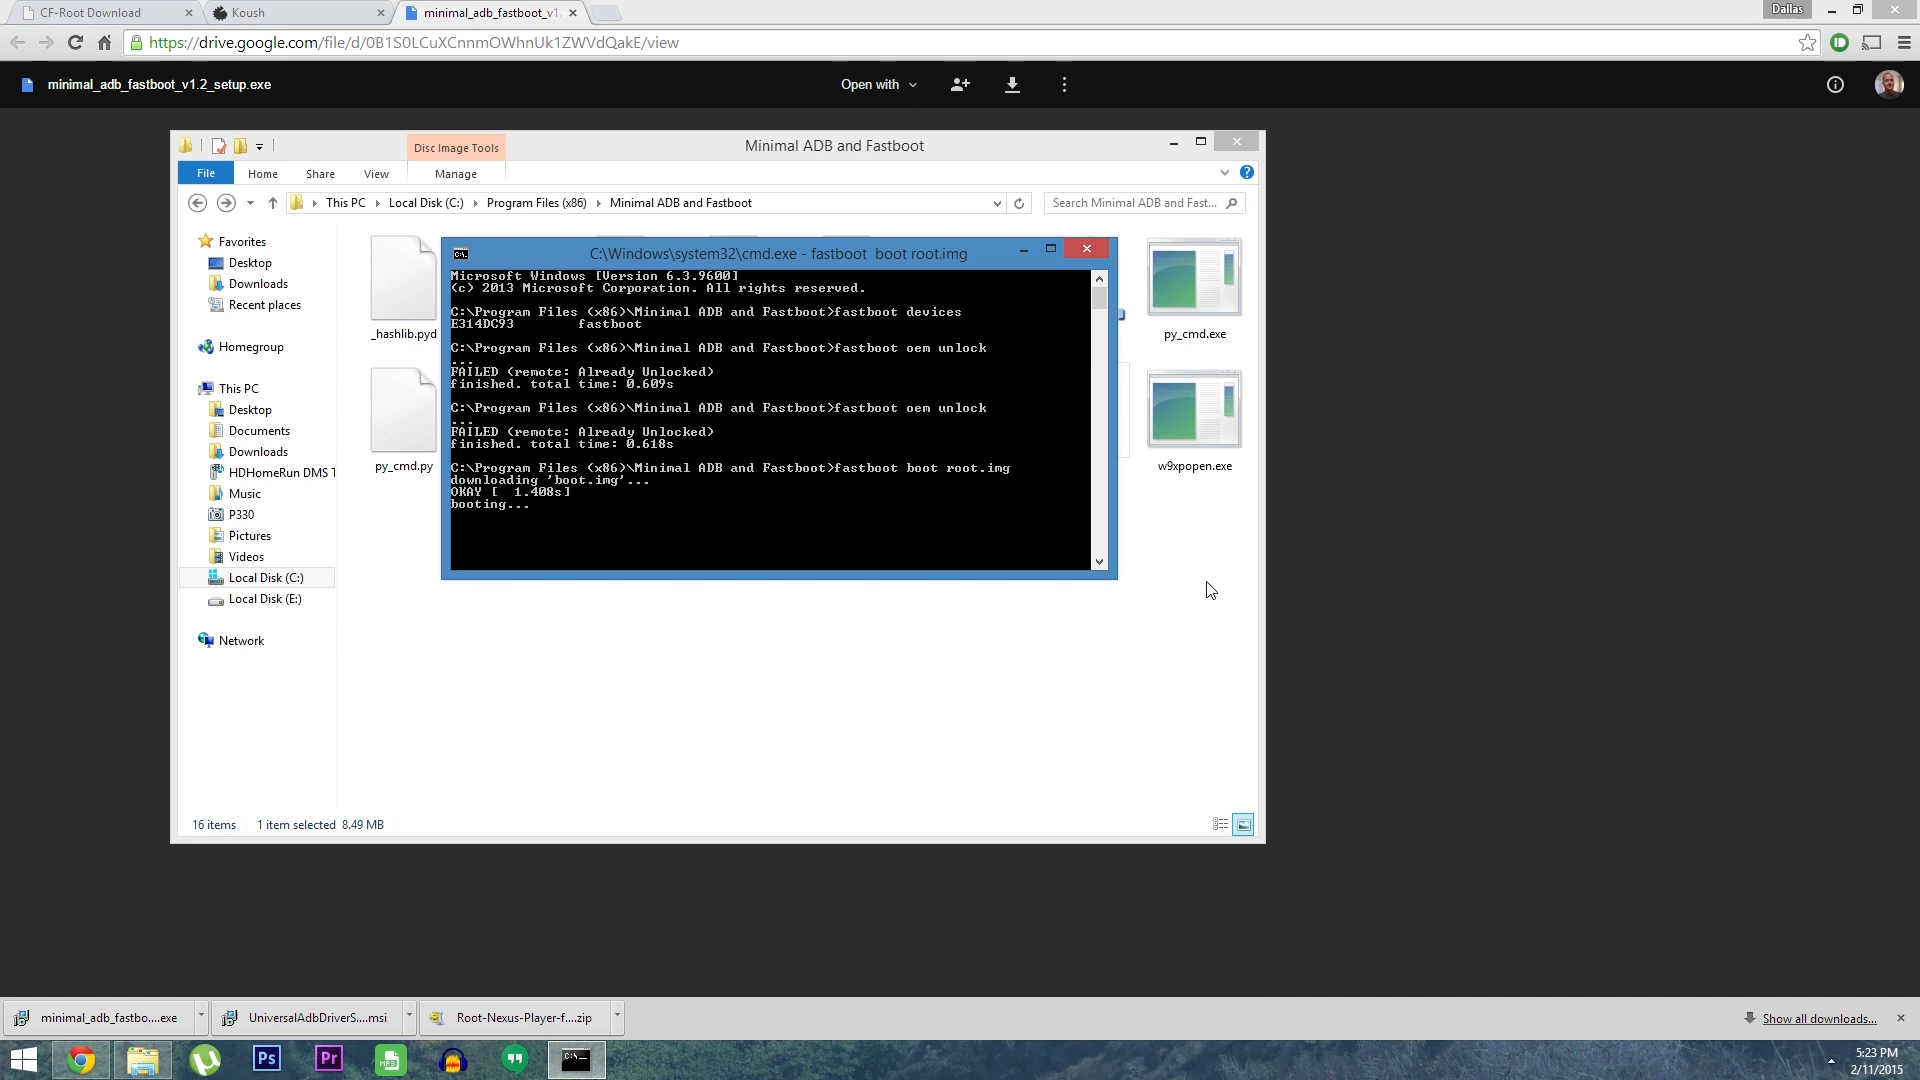 CF-Root Download
Koush
minimal_adb_fastboot_v1.
Dallas
https://drive.google.com/file/d/0B1S0LCuXCnnmOWhnUk1ZWVdQakE/view
minimal_adb_fastboot_v1.2_setup.exe
Open with
Disc Image Tools
Minimal ADB and Fastboot
File
Home
Share
View
Manage
This PC
Local Disk (C:)
Program Files (x86)
Minimal ADB and Fastboot
Search Minimal ADB and Fast...
Favorites
Desktop
Downloads
Recent places
Homegroup
This PC
Desktop
Documents
Downloads
HDHomeRun DMS T
Music
P330
Pictures
Videos
Local Disk (C:)
Local Disk (E:)
Network
_hashlib.pyd
py_cmd.exe
py_cmd.py
w9xpopen.exe
C:\Windows\system32\cmd.exe - fastboot  boot root.img
Microsoft Windows [Version 6.3.9600]
(c) 2013 Microsoft Corporation. All rights reserved.
C:\Program Files (x86)\Minimal ADB and Fastboot>fastboot devices
E314DC93        fastboot
C:\Program Files (x86)\Minimal ADB and Fastboot>fastboot oem unlock
...
FAILED (remote: Already Unlocked)
finished. total time: 0.609s
C:\Program Files (x86)\Minimal ADB and Fastboot>fastboot oem unlock
...
FAILED (remote: Already Unlocked)
finished. total time: 0.618s
C:\Program Files (x86)\Minimal ADB and Fastboot>fastboot boot root.img
downloading 'boot.img'...
OKAY [  1.408s]
booting...
16 items
1 item selected  8.49 MB
minimal_adb_fastbo....exe
UniversalAdbDriverS....msi
Root-Nexus-Player-f....zip
Show all downloads...
Ps
Pr
MP3
C:\_
5:23 PM
2/11/2015